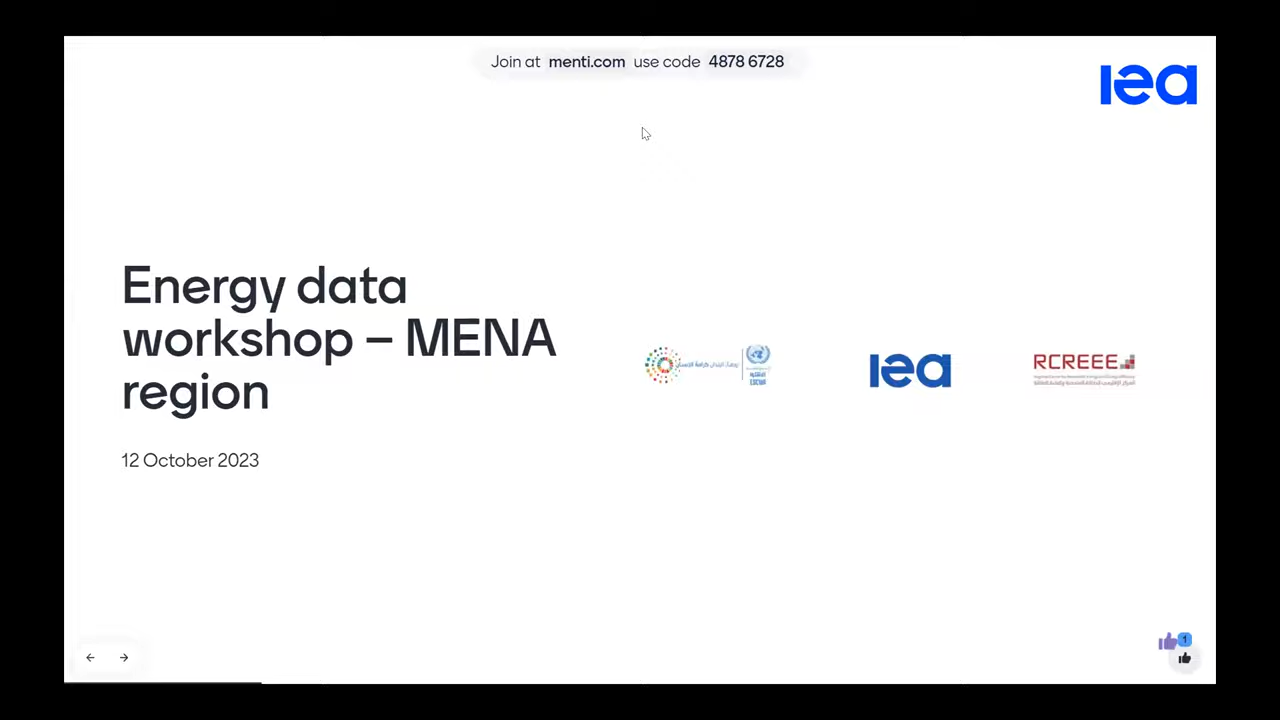 Join at menti.com use code 4878 6728
iea
Energy data
workshop – MENA
region
12 October 2023
iea
RCREEE
1